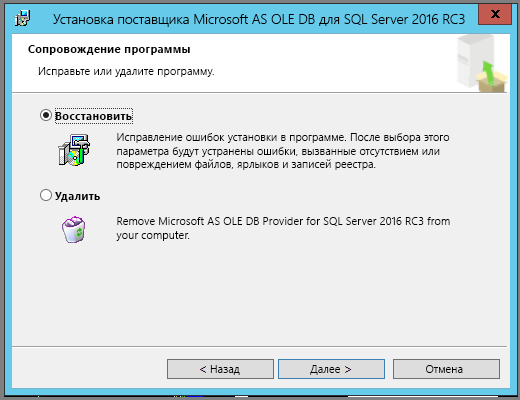 Установка поставщика Microsoft AS OLE DB для SQL Server 2016 RC3
x
Сопровождение программы
Исправьте или удалите программу.
Восстановить
Исправление ошибок установки в программе. После выбора этого
параметра будут устранены ошибки, вызванные отсутствием или
повреждением файлов, ярлыков и записей реестра.
Удалить
Remove Microsoft AS OLE DB Provider for SQL Server 2016 RC3 from
your computer.
< Назад
Далее >
Отмена